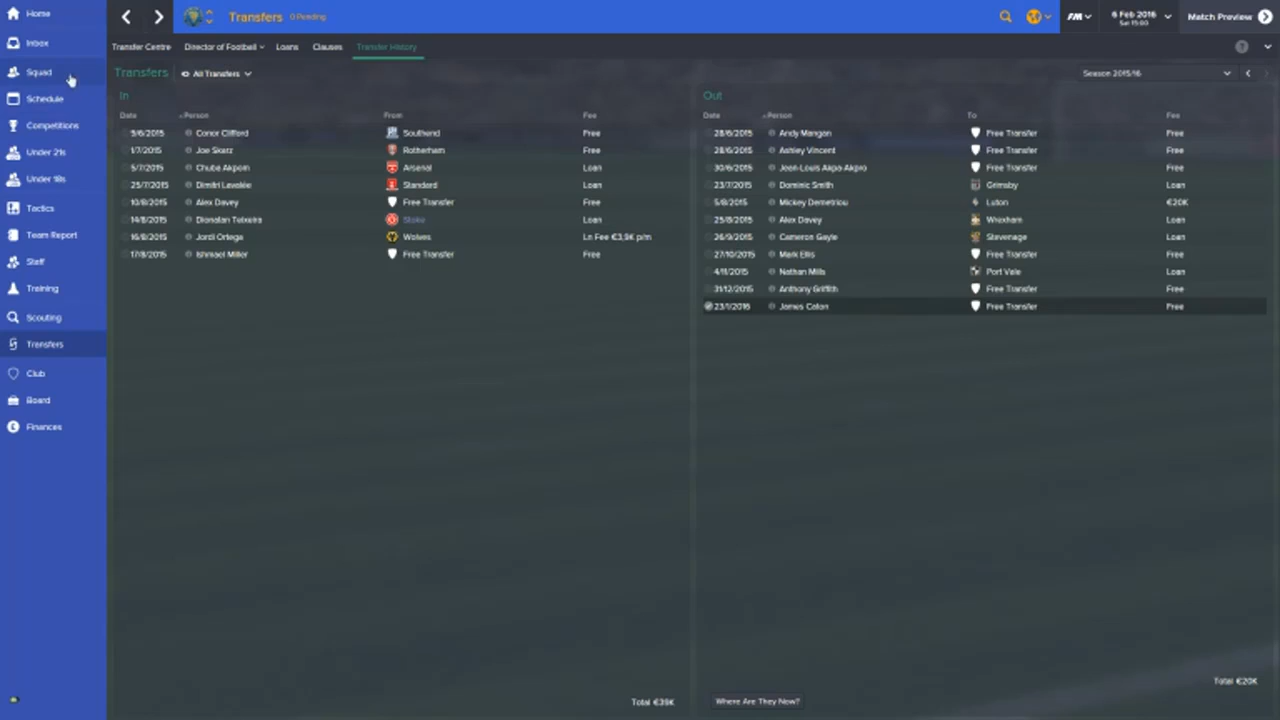 Home
Inbox
Squad
Schedule
Competitions
Under 21s
Under 18s
Tactics
Team Report
Staff
Training
Scouting
Transfers
Club
Board
Finances
Transfers 0 Pending
FM
6 Feb 2016
Sat 15:00
Match Preview
Transfer Centre Director of Football Loans Clauses Transfer History
Transfers All Transfers Season 2015/16
In
Date Person From Fee
9/6/2015 Conor Clifford Southend Free
1/7/2015 Joe Skarz Rotherham Free
5/7/2015 Chuba Akpom Arsenal Loan
25/7/2015 Dimitri Lavalée Standard Loan
10/8/2015 Alex Davey Free Transfer Free
14/8/2015 Dionatan Teixeira Stoke Loan
16/8/2015 Jordi Ortega Wolves Ln Fee €3,9K p/m
17/8/2015 Ishmael Miller Free Transfer Free
Total €39K
Out
Date Person To Fee
28/6/2015 Andy Mangan Free Transfer Free
28/6/2015 Ashley Vincent Free Transfer Free
30/6/2015 Jean-Louis Akpa Akpro Free Transfer Free
23/7/2015 Dominic Smith Grimsby Loan
5/8/2015 Mickey Demetriou Luton €20K
25/8/2015 Alex Davey Wrexham Loan
26/9/2015 Cameron Gayle Stevenage Loan
27/10/2015 Mark Ellis Free Transfer Free
4/11/2015 Nathan Mills Port Vale Loan
31/12/2015 Anthony Griffith Free Transfer Free
23/1/2016 James Caton Free Transfer Free
Total €20K
Where Are They Now?